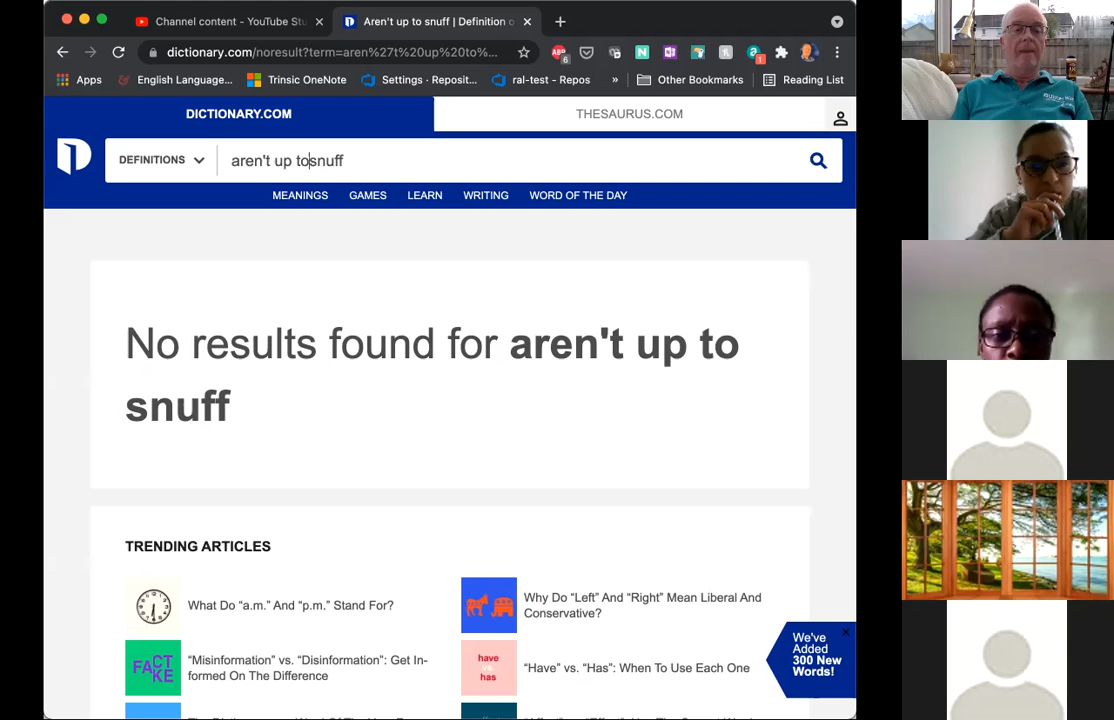 Channel content - YouTube Stu
Aren't up to snuff | Definition o
dictionary.com/noresult?term=aren%27t%20up%20to%...
ABP
6
N
N
a
1
Apps
English Language...
Trinsic OneNote
Settings · Reposit...
ral-test - Repos
»
Other Bookmarks
Reading List
DICTIONARY.COM
THESAURUS.COM
DEFINITIONS
aren't up tosnuff
MEANINGS
GAMES
LEARN
WRITING
WORD OF THE DAY
No results found for aren't up to
snuff
TRENDING ARTICLES
What Do “a.m.” And “p.m.” Stand For?
Why Do “Left” And “Right” Mean Liberal And
Conservative?
FACT
FAKE
“Misinformation” vs. “Disinformation”: Get In-
formed On The Difference
have
vs.
has
“Have” vs. “Has”: When To Use Each One
We've
Added
300 New
Words!